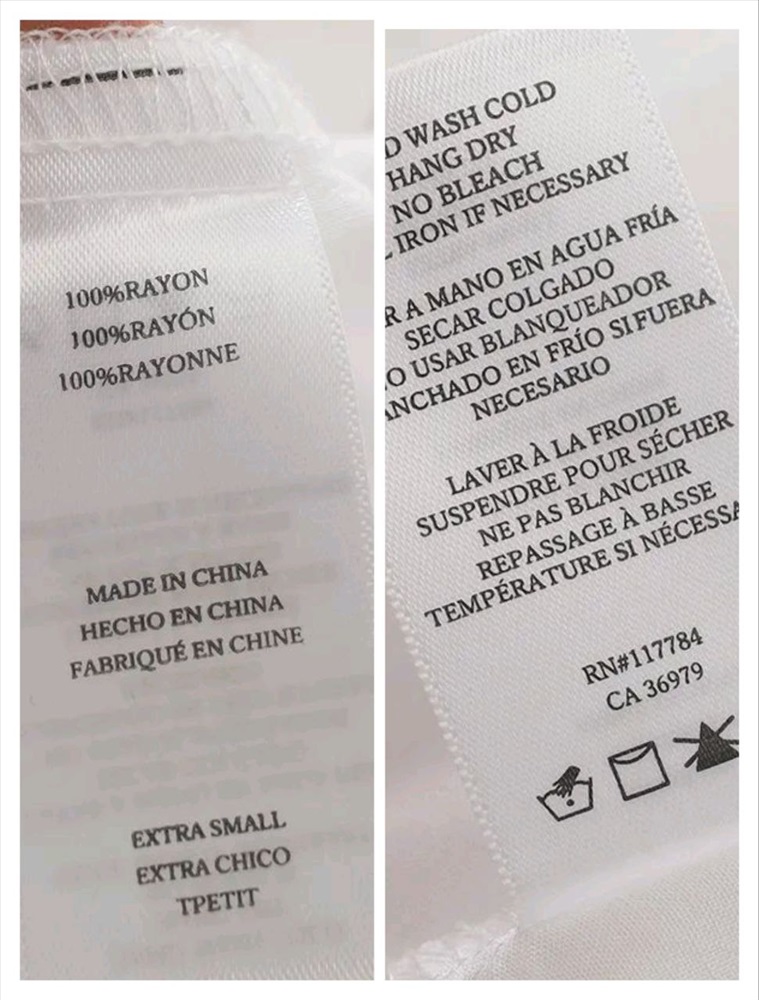 100%RAYON
100%RAYÓN
100%RAYONNE
MADE IN CHINA
HECHO EN CHINA
FABRIQUÉ EN CHINE
EXTRA SMALL
EXTRA CHICO
TPETIT
D WASH COLD
HANG DRY
NO BLEACH
IRON IF NECESSARY
R A MANO EN AGUA FRÍA
SECAR COLGADO
O USAR BLANQUEADOR
ANCHADO EN FRÍO SI FUERA
NECESARIO
LAVER À LA FROIDE
SUSPENDRE POUR SÉCHER
NE PAS BLANCHIR
REPASSAGE À BASSE
TEMPÉRATURE SI NÉCESSA
RN#117784
CA 36979